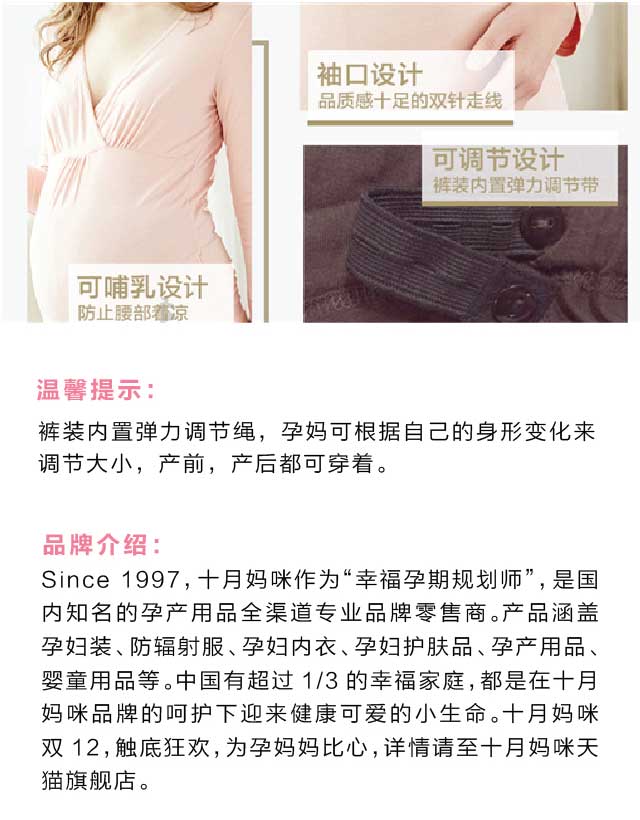 袖口设计
品质感十足的双针走线
可调节设计
裤装内置弹力调节带
可哺乳设计
防止腰部着凉
温馨提示：
裤装内置弹力调节绳，孕妈可根据自己的身形变化来
调节大小，产前，产后都可穿着。
品牌介绍：
Since 1997，十月妈咪作为“幸福孕期规划师”，是国
内知名的孕产用品全渠道专业品牌零售商。产品涵盖
孕妇装、防辐射服、孕妇内衣、孕妇护肤品、孕产用品、
婴童用品等。中国有超过 1/3 的幸福家庭，都是在十月
妈咪品牌的呵护下迎来健康可爱的小生命。十月妈咪
双 12，触底狂欢，为孕妈妈比心，详情请至十月妈咪天
猫旗舰店。